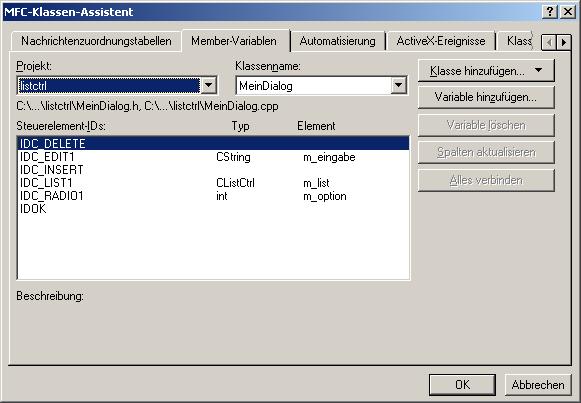 MFC-Klassen-Assistent
Nachrichtenzuordnungstabellen Member-Variablen Automatisierung ActiveX-Ereignisse Klass
Projekt: Klassenname:
listctrl MeinDialog
Klasse hinzufügen...
C:\...\listctrl\MeinDialog.h, C:\...\listctrl\MeinDialog.cpp
Variable hinzufügen...
Steuerelement-IDs: Typ Element
Variable löschen
IDC_DELETE
IDC_EDIT1 CString m_eingabe
Spalten aktualisieren
IDC_INSERT
IDC_LIST1 CListCtrl m_list
Alles verbinden
IDC_RADIO1 int m_option
IDOK
Beschreibung:
OK Abbrechen